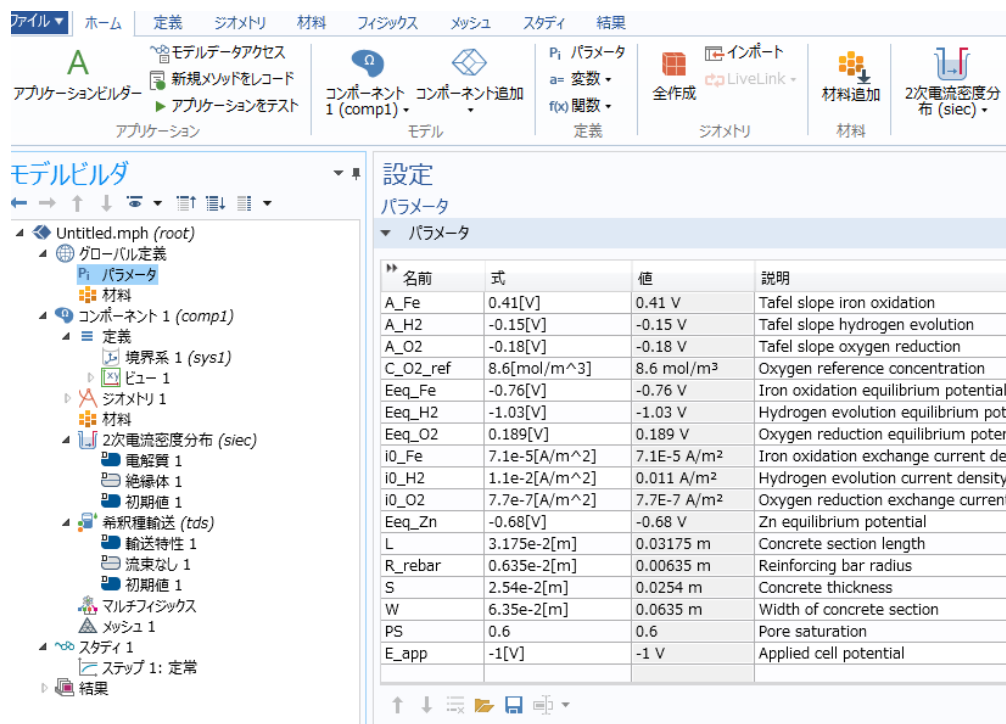 ファイル▼ ホーム 定義 ジオメトリ 材料 フィジックス メッシュ スタディ 結果
A アプリケーションビルダー
モデルデータアクセス
新規メソッドをレコード
アプリケーションをテスト
アプリケーション
コンポーネント 1 (comp1)
コンポーネント追加
モデル
Pi パラメータ
a= 変数
f(x) 関数
定義
全作成
インポート
LiveLink
ジオメトリ
材料追加
材料
2次電流密度分布 (siec)
モデルビルダ
Untitled.mph (root)
グローバル定義
Pi パラメータ
材料
コンポーネント 1 (comp1)
定義
境界系 1 (sys1)
ビュー 1
ジオメトリ 1
材料
2次電流密度分布 (siec)
電解質 1
絶縁体 1
初期値 1
希釈種輸送 (tds)
輸送特性 1
流束なし 1
初期値 1
マルチフィジックス
メッシュ 1
スタディ 1
ステップ 1: 定常
結果
設定
パラメータ
パラメータ
名前 式 値 説明
A_Fe 0.41[V] 0.41 V Tafel slope iron oxidation
A_H2 -0.15[V] -0.15 V Tafel slope hydrogen evolution
A_O2 -0.18[V] -0.18 V Tafel slope oxygen reduction
C_O2_ref 8.6[mol/m^3] 8.6 mol/m³ Oxygen reference concentration
Eeq_Fe -0.76[V] -0.76 V Iron oxidation equilibrium potential
Eeq_H2 -1.03[V] -1.03 V Hydrogen evolution equilibrium pot
Eeq_O2 0.189[V] 0.189 V Oxygen reduction equilibrium poten
i0_Fe 7.1e-5[A/m^2] 7.1E-5 A/m² Iron oxidation exchange current de
i0_H2 1.1e-2[A/m^2] 0.011 A/m² Hydrogen evolution current density
i0_O2 7.7e-7[A/m^2] 7.7E-7 A/m² Oxygen reduction exchange current
Eeq_Zn -0.68[V] -0.68 V Zn equilibrium potential
L 3.175e-2[m] 0.03175 m Concrete section length
R_rebar 0.635e-2[m] 0.00635 m Reinforcing bar radius
S 2.54e-2[m] 0.0254 m Concrete thickness
W 6.35e-2[m] 0.0635 m Width of concrete section
PS 0.6 0.6 Pore saturation
E_app -1[V] -1 V Applied cell potential